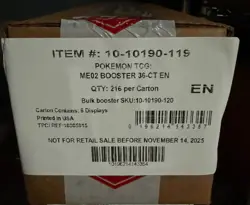 ITEM #: 10-10190-119
POKEMON TCG:
ME02 BOOSTER 36-CT EN
QTY: 216 per Carton
EN
Bulk booster SKU:10-10190-120
Carton Contains: 6 Displays
Printed in USA
NOT FOR RETAIL SALE BEFORE NOVEMBER 14, 2025